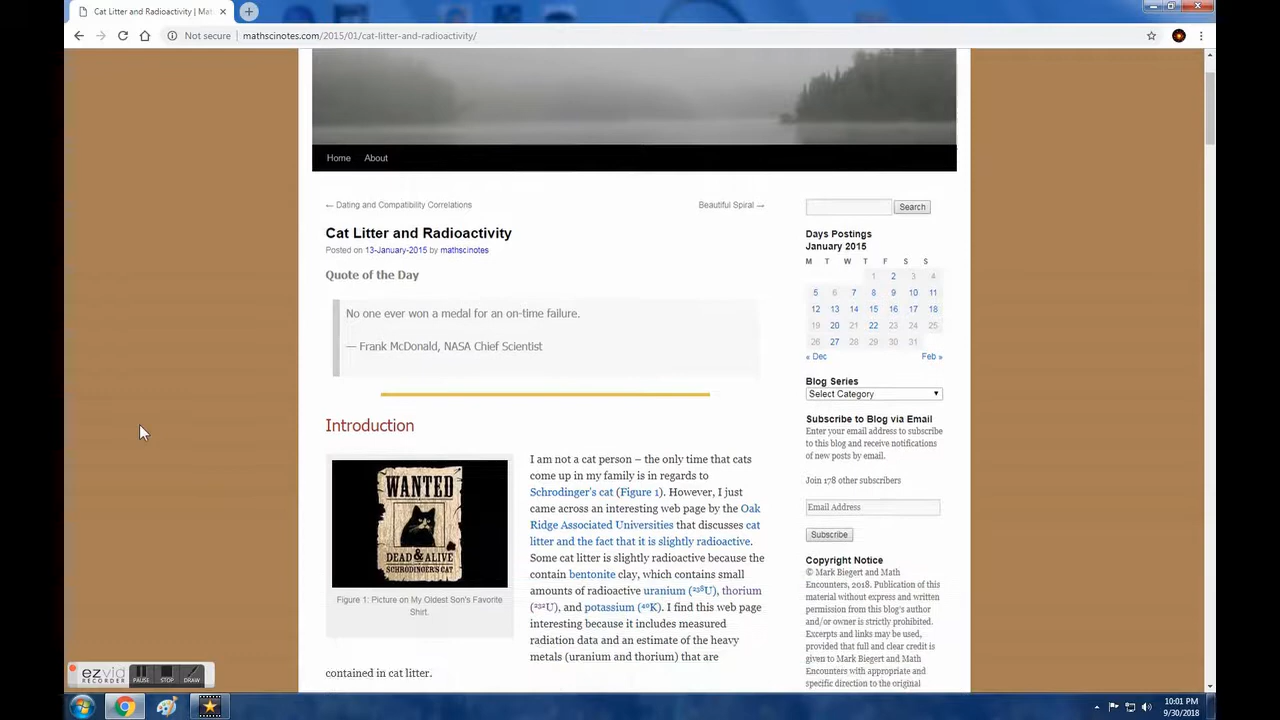 Cat Litter and Radioactivity | Mat
Not secure | mathscinotes.com/2015/01/cat-litter-and-radioactivity/
Home About
← Dating and Compatibility Correlations
Beautiful Spiral →
Cat Litter and Radioactivity
Posted on 13-January-2015 by mathscinotes
Quote of the Day
No one ever won a medal for an on-time failure.
— Frank McDonald, NASA Chief Scientist
Introduction
WANTED
DEAD & ALIVE
SCHRODINGER'S CAT
Figure 1: Picture on My Oldest Son's Favorite
Shirt.
I am not a cat person – the only time that cats
come up in my family is in regards to
Schrodinger's cat (Figure 1). However, I just
came across an interesting web page by the Oak
Ridge Associated Universities that discusses cat
litter and the fact that it is slightly radioactive.
Some cat litter is slightly radioactive because the
contain bentonite clay, which contains small
amounts of radioactive uranium (²³⁸U), thorium
(²³²U), and potassium (⁴⁰K). I find this web page
interesting because it includes measured
radiation data and an estimate of the heavy
metals (uranium and thorium) that are
contained in cat litter.
Search
Days Postings
January 2015
M T W T F S S
1 2 3 4
5 6 7 8 9 10 11
12 13 14 15 16 17 18
19 20 21 22 23 24 25
26 27 28 29 30 31
« Dec Feb »
Blog Series
Select Category
Subscribe to Blog via Email
Enter your email address to subscribe
to this blog and receive notifications
of new posts by email.
Join 178 other subscribers
Email Address
Subscribe
Copyright Notice
© Mark Biegert and Math
Encounters, 2018. Publication of this
material without express and written
permission from this blog's author
and/or owner is strictly prohibited.
Excerpts and links may be used,
provided that full and clear credit is
given to Mark Biegert and Math
Encounters with appropriate and
specific direction to the original
ezvid
RECORDER
PAUSE STOP DRAW
10:01 PM
9/30/2018